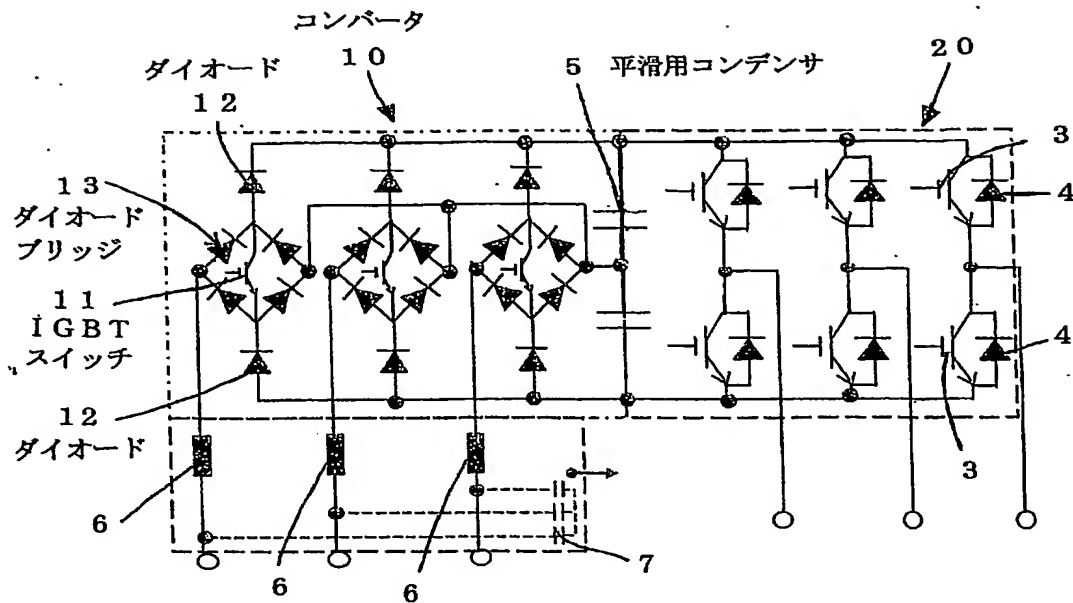 コンバータ
１０
ダイオード
１２
５ 平滑用コンデンサ
２０
３
４
１３
ダイオード
ブリッジ
１１
ＩＧＢＴ
スイッチ
４
１２
ダイオード
３
６
６
６
７